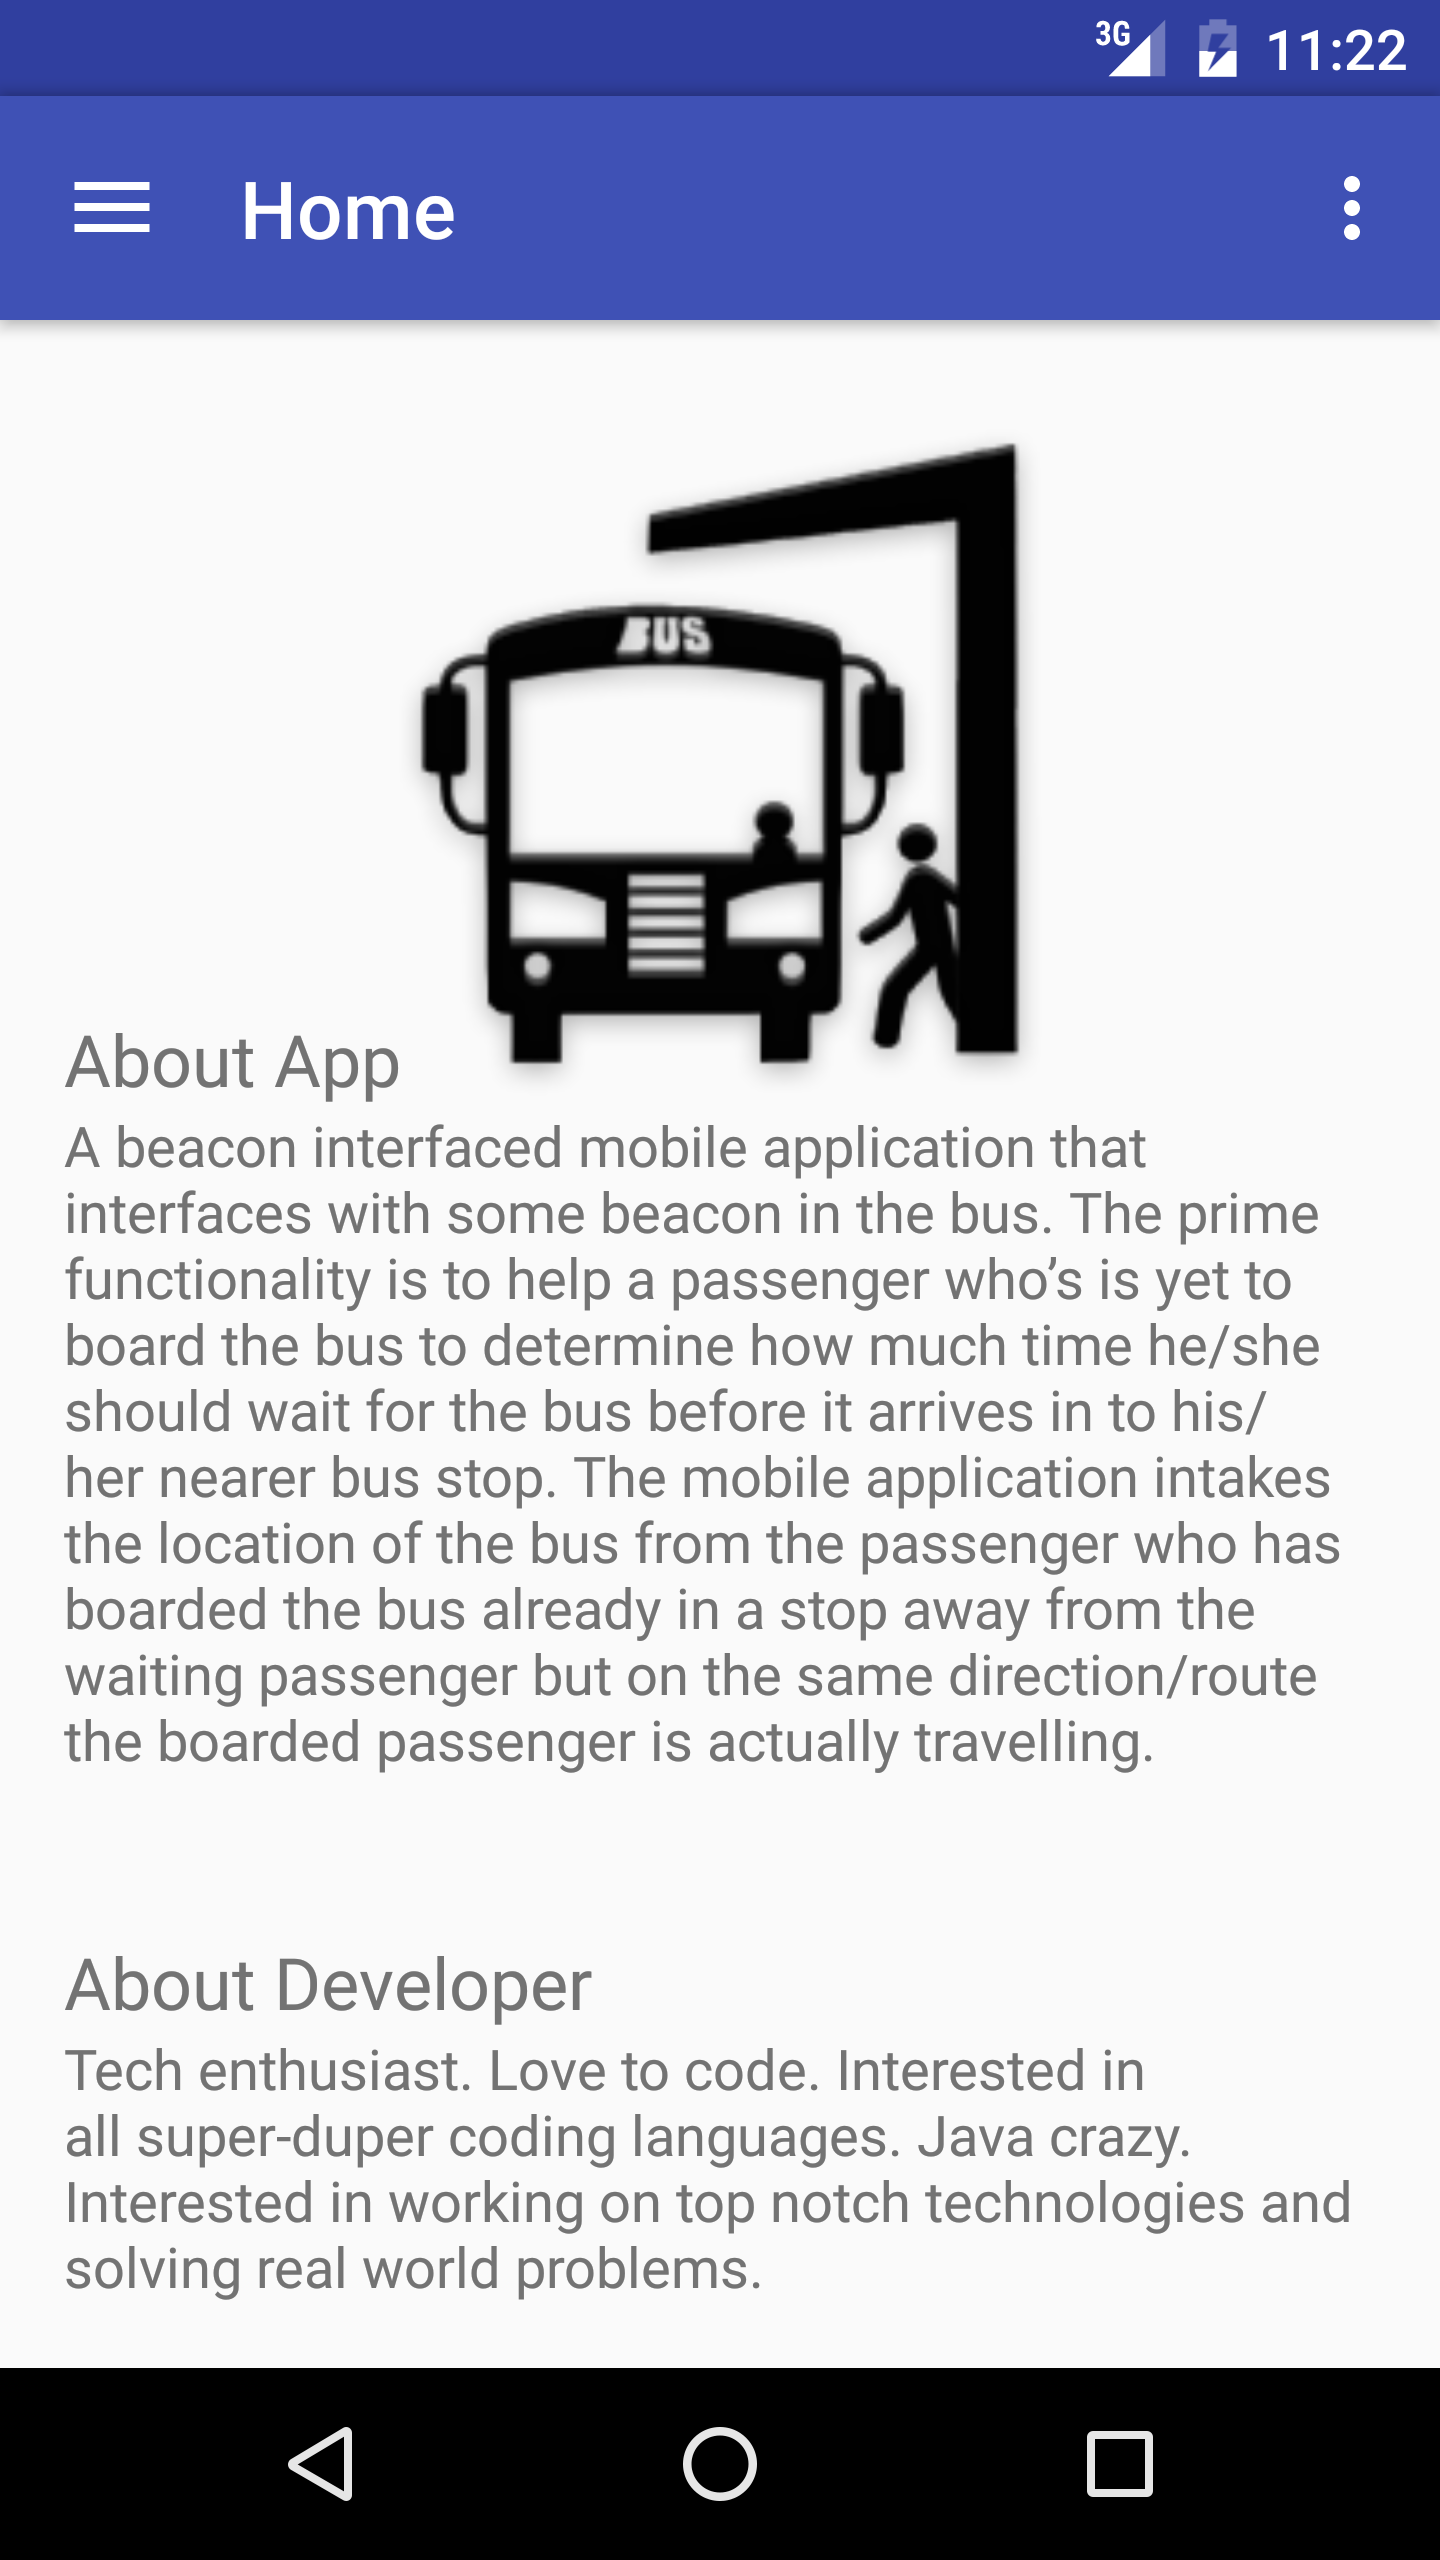 3G 11:22
Home
BUS
About App
A beacon interfaced mobile application that
interfaces with some beacon in the bus. The prime
functionality is to help a passenger who’s is yet to
board the bus to determine how much time he/she
should wait for the bus before it arrives in to his/
her nearer bus stop. The mobile application intakes
the location of the bus from the passenger who has
boarded the bus already in a stop away from the
waiting passenger but on the same direction/route
the boarded passenger is actually travelling.
About Developer
Tech enthusiast. Love to code. Interested in
all super-duper coding languages. Java crazy.
Interested in working on top notch technologies and
solving real world problems.